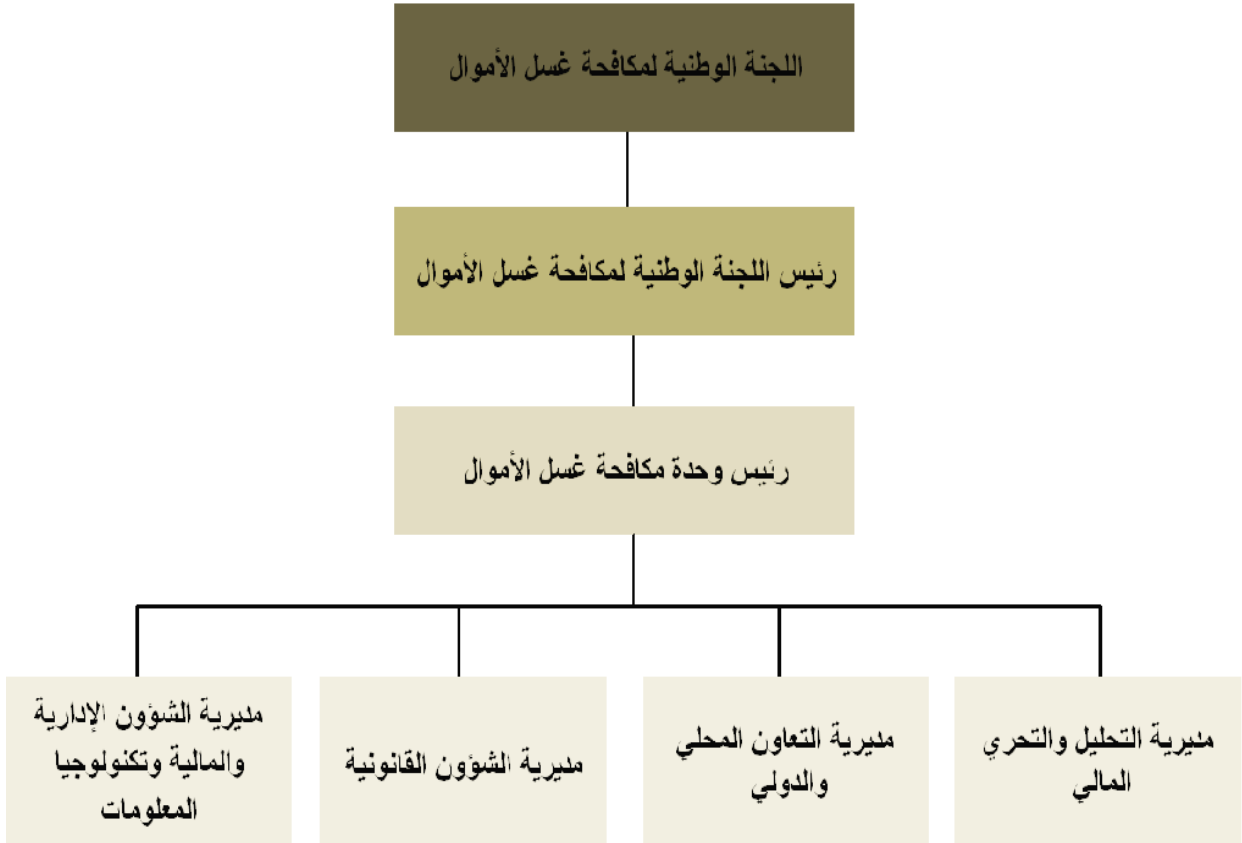 اللجنة الوطنية لمكافحة غسل الأموال
رئيس اللجنة الوطنية لمكافحة غسل الأموال
رئيس وحدة مكافحة غسل الأموال
مديرية التحليل والتحري
المالي
مديرية التعاون المحلي
والدولي
مديرية الشؤون القانونية
مديرية الشؤون الإدارية
والمالية وتكنولوجيا
المعلومات